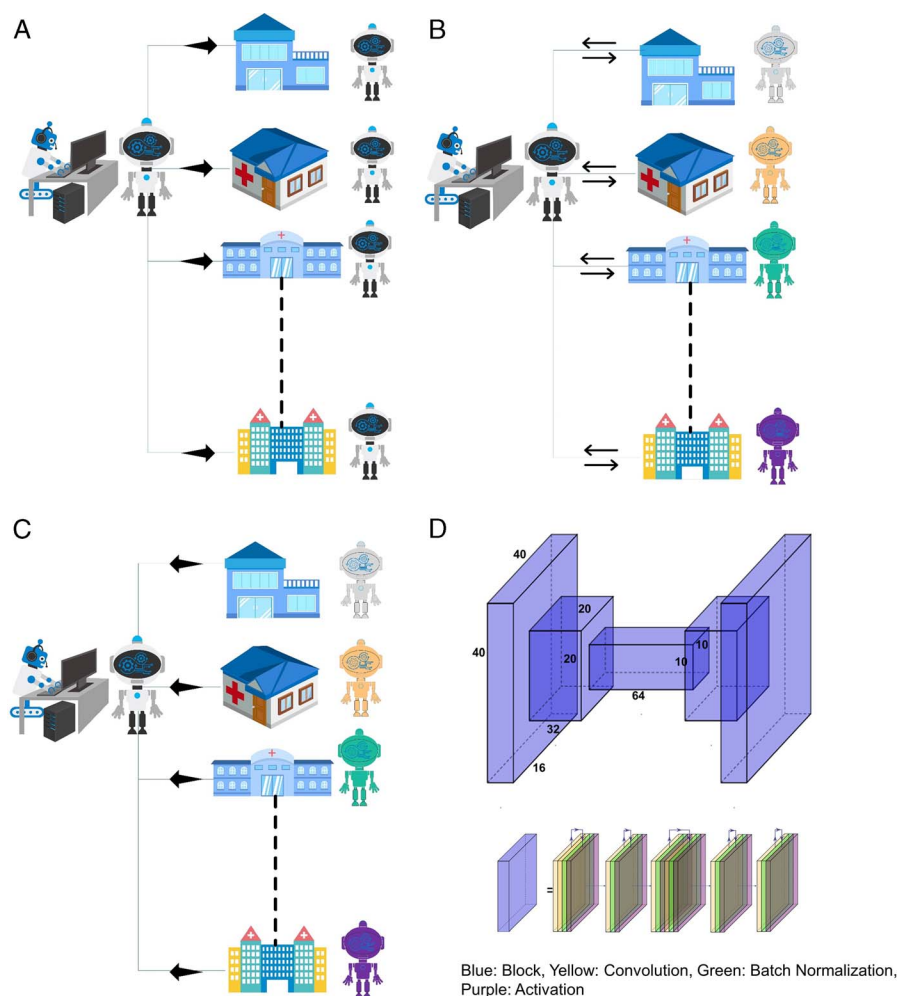 A
B
C
D
40
40
20
20
32
16
64
10
10
=
Blue: Block, Yellow: Convolution, Green: Batch Normalization,
Purple: Activation